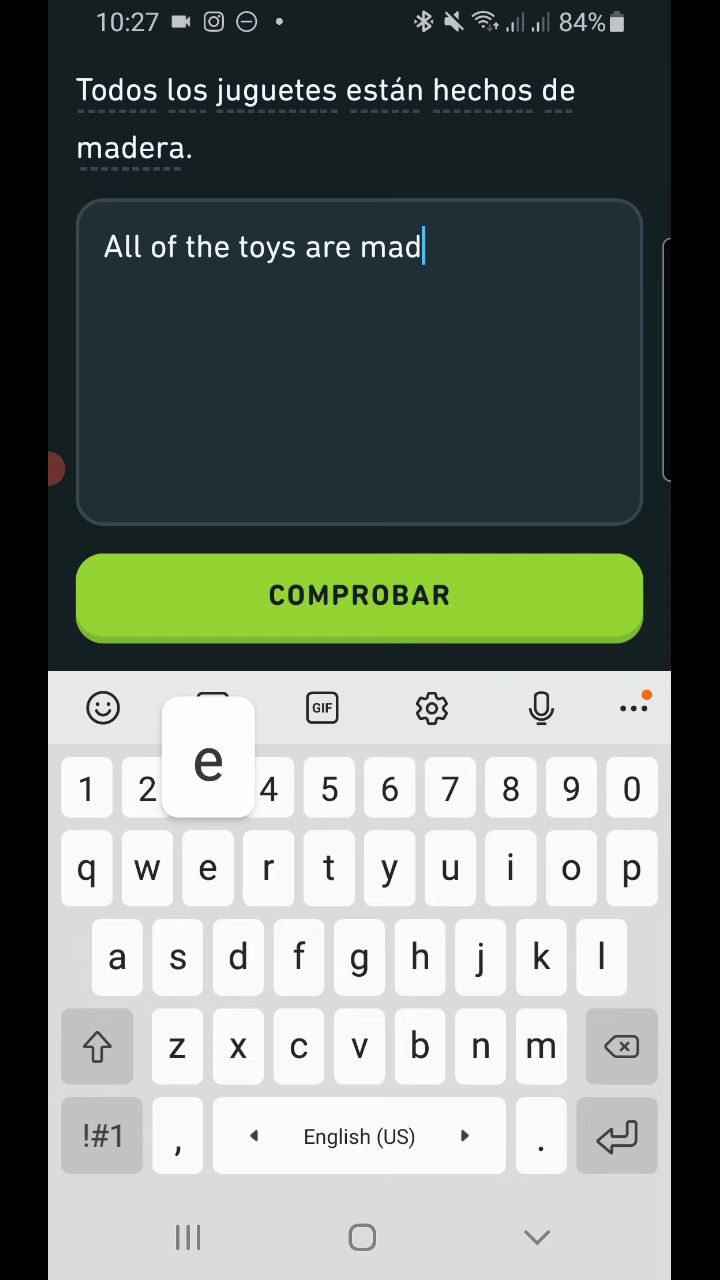 10:27 84%
Todos los juguetes están hechos de
madera.
All of the toys are mad
COMPROBAR
GIF
e
1 2 4 5 6 7 8 9 0
q w e r t y u i o p
a s d f g h j k l
z x c v b n m
!#1 , English (US) .